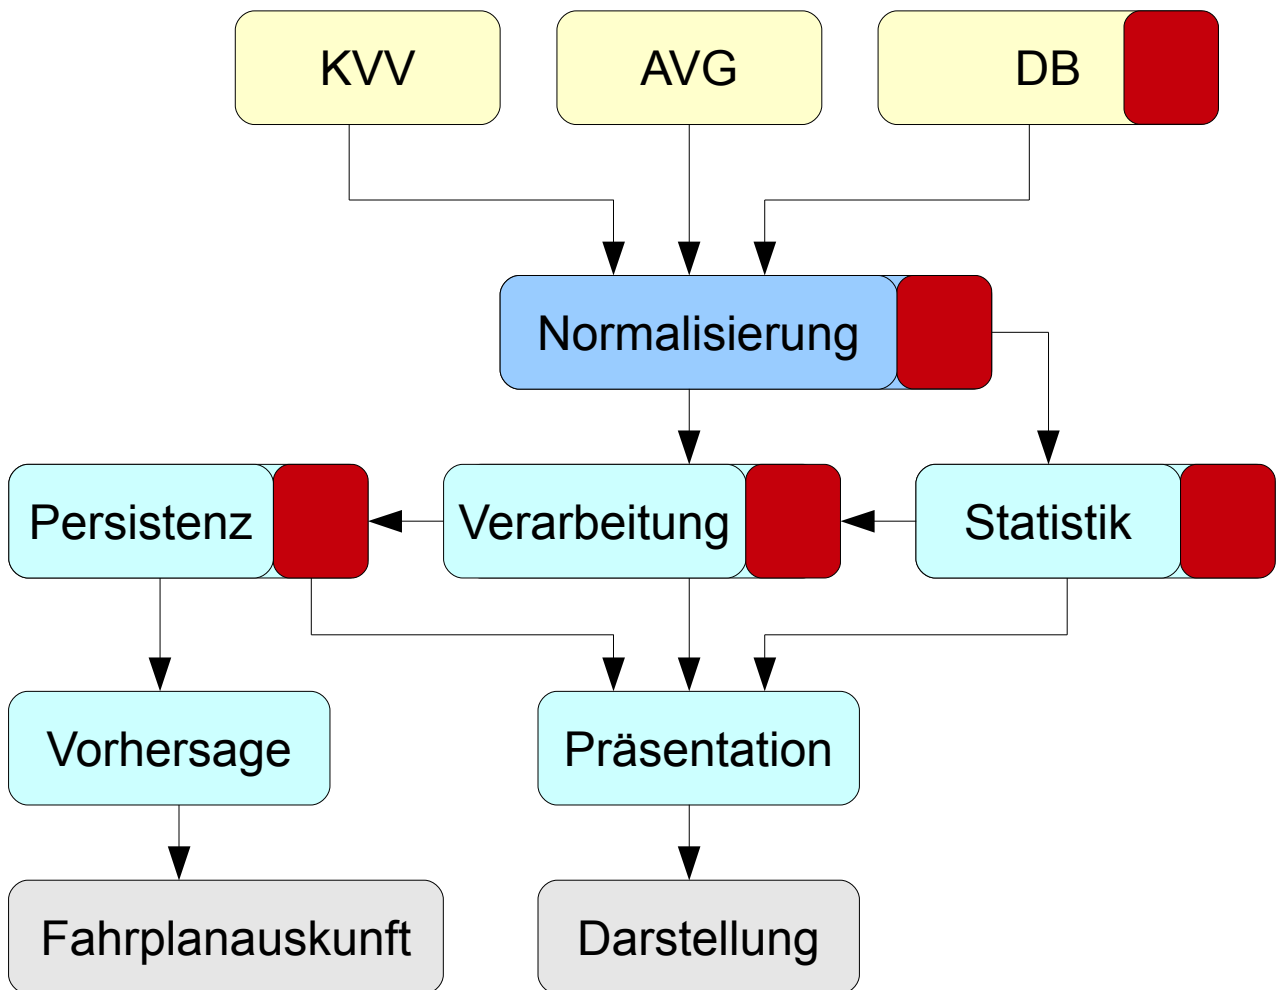 KVV
AVG
DB
Normalisierung
Persistenz
Verarbeitung
Statistik
Vorhersage
Präsentation
Fahrplanauskunft
Darstellung